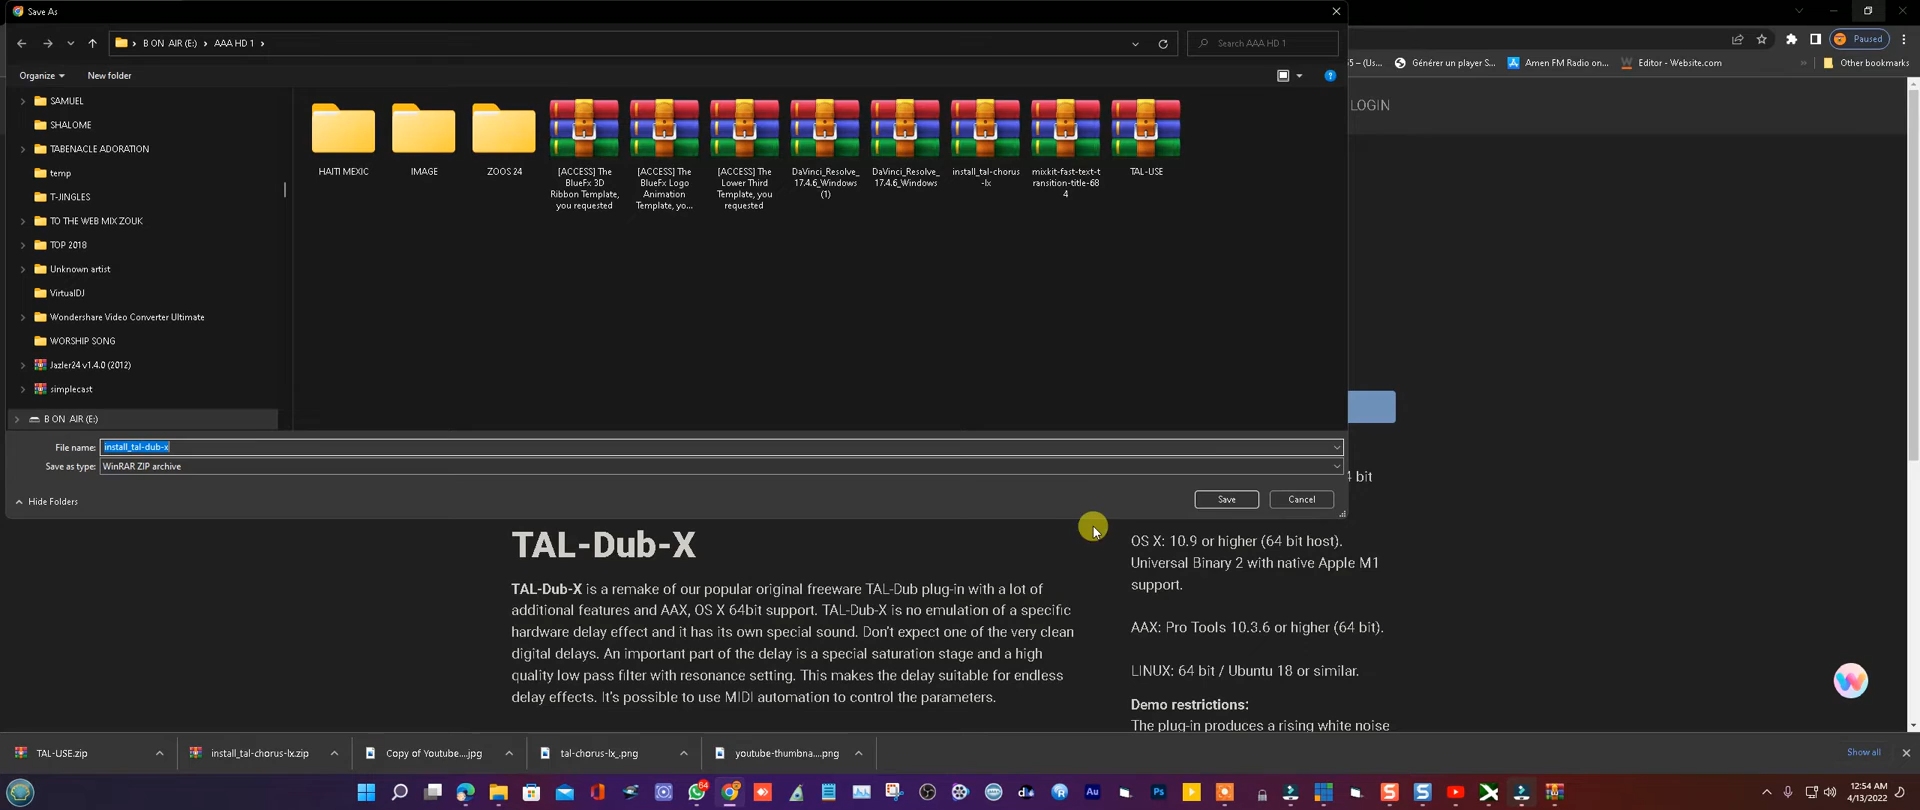 Save As
B ON AIR (E:) > AAA HD 1 >
Search AAA HD 1
Paused
Organize
New folder
55 – (Us...
Générer un player S...
Amen FM Radio on...
Editor - Website.com
»
Other bookmarks
LOGIN
SAMUEL
SHALOME
TABENACLE ADORATION
temp
T-JINGLES
TO THE WEB MIX ZOUK
TOP 2018
Unknown artist
VirtualDJ
Wondershare Video Converter Ultimate
WORSHIP SONG
Jazler24 v1.4.0 (2012)
simplecast
B ON AIR (E:)
HAITI MEXIC
IMAGE
ZOOS 24
[ACCESS] The
BlueFx 3D
Ribbon Template,
you requested
[ACCESS] The
BlueFx Logo
Animation
Template, yo...
[ACCESS] The
Lower Third
Template, you
requested
DaVinci_Resolve_
17.4.6_Windows
(1)
DaVinci_Resolve_
17.4.6_Windows
install_tal-chorus
-lx
mixkit-fast-text-t
ransition-title-68
4
TAL-USE
File name: install_tal-dub-x
Save as type: WinRAR ZIP archive
Hide Folders
Save
Cancel
4 bit
TAL-Dub-X
TAL-Dub-X is a remake of our popular original freeware TAL-Dub plug-in with a lot of
additional features and AAX, OS X 64bit support. TAL-Dub-X is no emulation of a specific
hardware delay effect and it has its own special sound. Don't expect one of the very clean
digital delays. An important part of the delay is a special saturation stage and a high
quality low pass filter with resonance setting. This makes the delay suitable for endless
delay effects. It's possible to use MIDI automation to control the parameters.
OS X: 10.9 or higher (64 bit host).
Universal Binary 2 with native Apple M1
support.
AAX: Pro Tools 10.3.6 or higher (64 bit).
LINUX: 64 bit / Ubuntu 18 or similar.
Demo restrictions:
The plug-in produces a rising white noise
TAL-USE.zip
install_tal-chorus-lx.zip
Copy of Youtube....jpg
tal-chorus-lx_.png
youtube-thumbna....png
Show all
64
Au
Ps
12:54 AM
4/13/2022